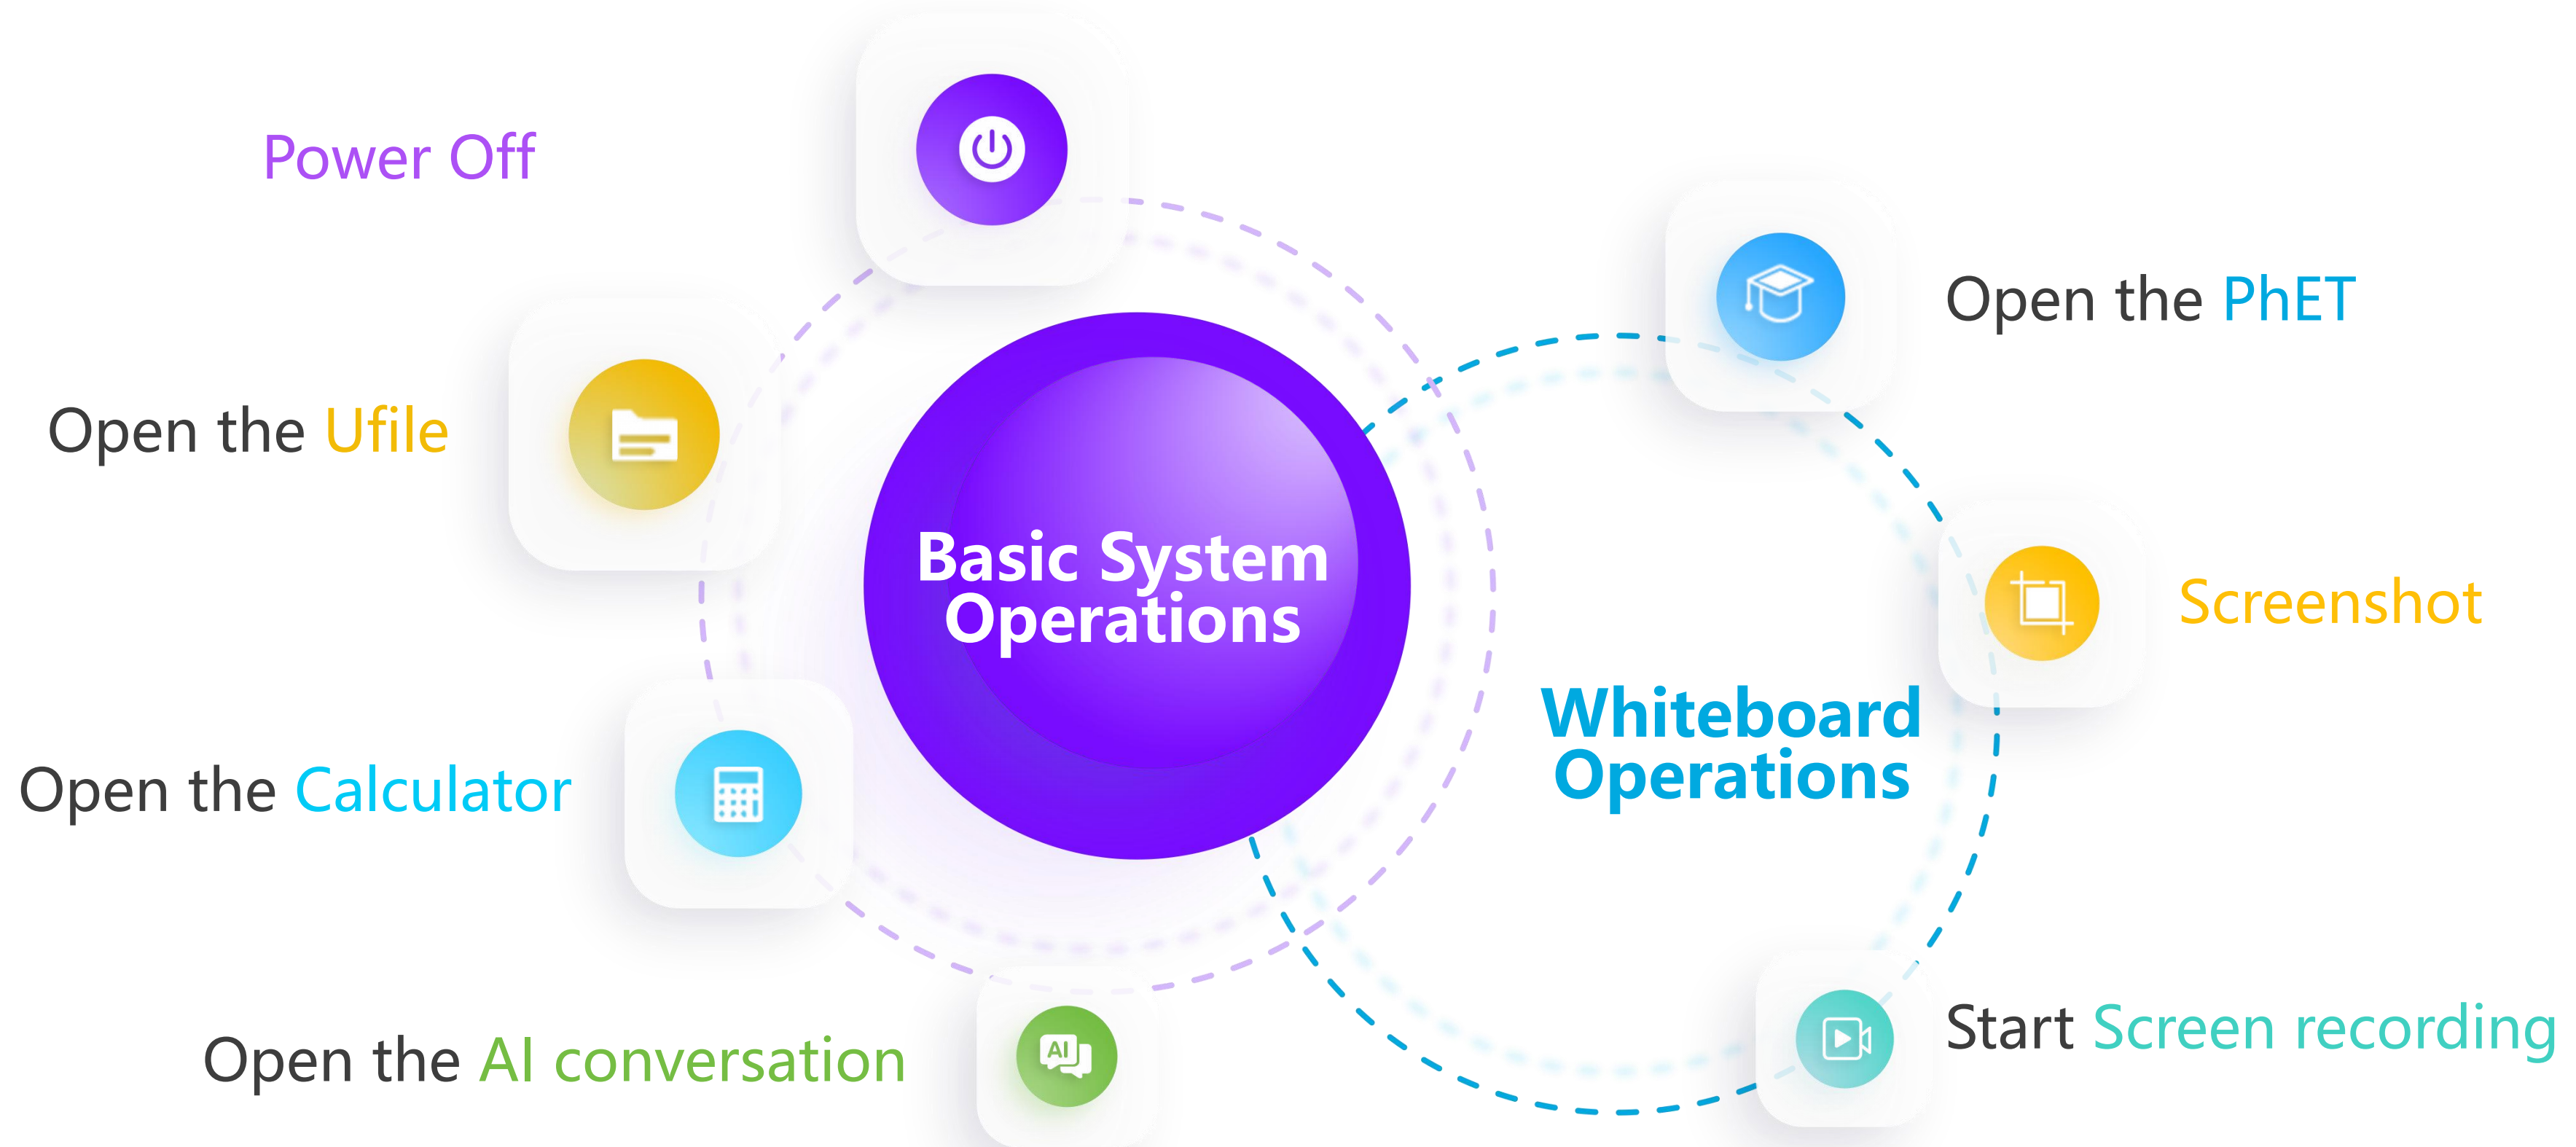 Power Off
Open the Ufile
Open the Calculator
Open the AI conversation
AI
Basic System
Operations
Whiteboard
Operations
Open the PhET
Screenshot
Start Screen recording